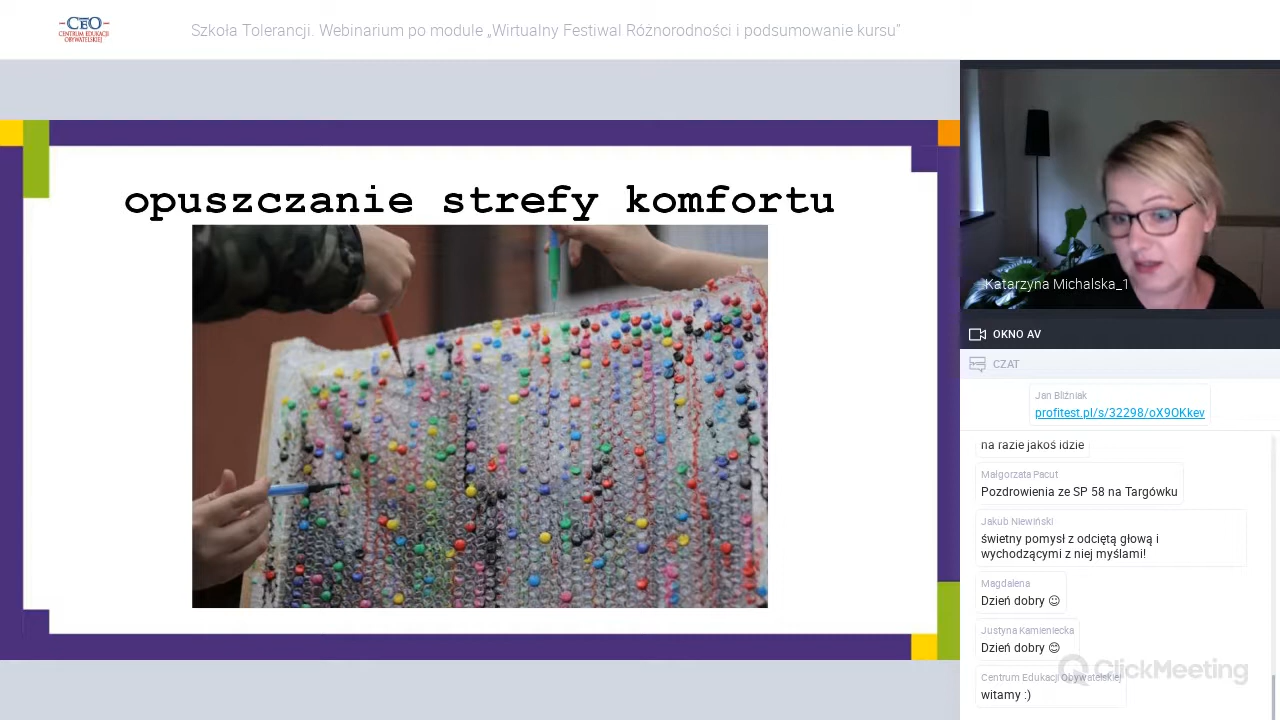 CEO
CENTRUM EDUKACJI
OBYWATELSKIEJ
Szkoła Tolerancji. Webinarium po module „Wirtualny Festiwal Różnorodności i podsumowanie kursu”
opuszczanie strefy komfortu
Katarzyna Michalska_1
OKNO AV
CZAT
Jan Bliźniak
profitest.pl/s/32298/oX9OKkev
na razie jakoś idzie
Małgorzata Pacut
Pozdrowienia ze SP 58 na Targówku
Jakub Niewiński
świetny pomysł z odciętą głową i
wychodzącymi z niej myślami!
Magdalena
Dzień dobry 😊
Justyna Kamieniecka
Dzień dobry 😊
Centrum Edukacji Obywatelskiej
witamy :)
ClickMeeting